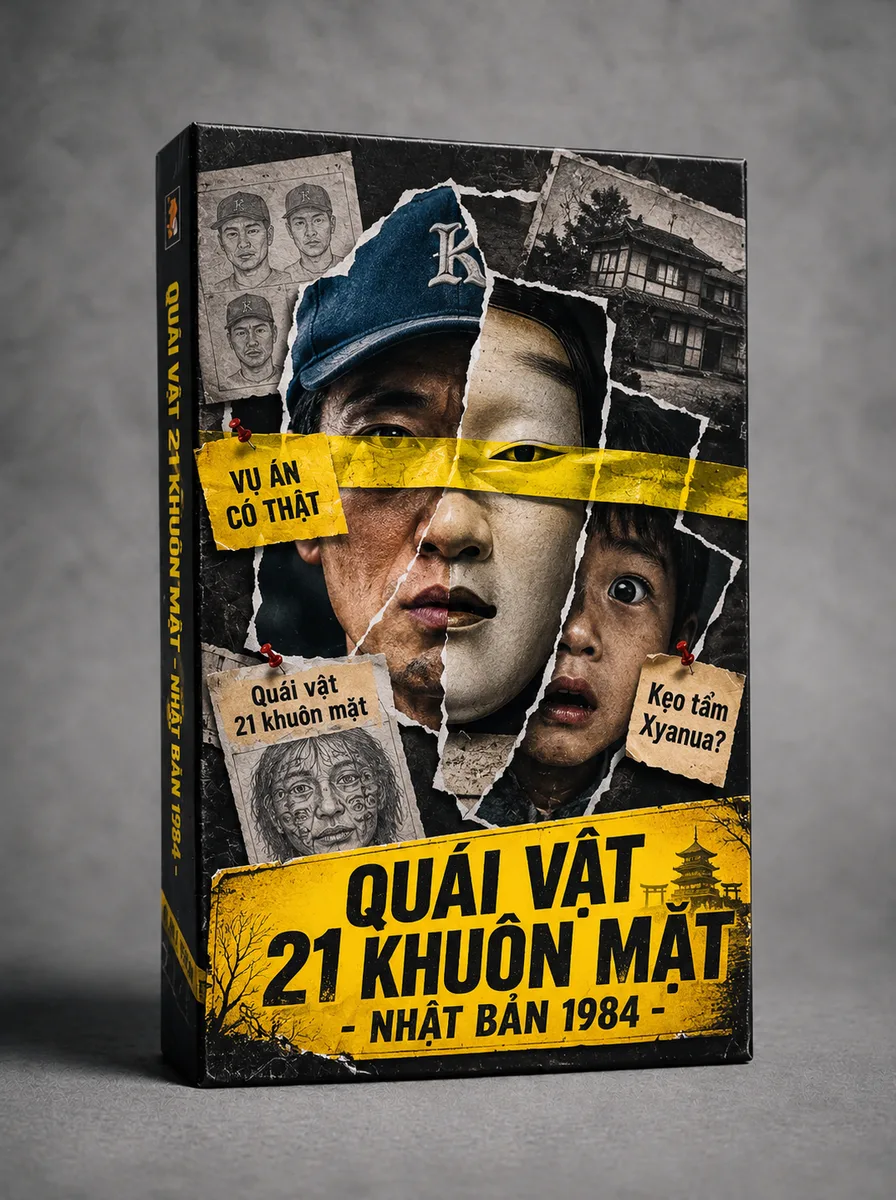 QUÁI VẬT 21 KHUÔN MẶT - NHẬT BẢN 1984 -
K
K
K
K
VỤ ÁN
CÓ THẬT
Quái vật
21 khuôn mặt
Kẹo tẩm
Xyanua?
QUÁI VẬT
21 KHUÔN MẶT
- NHẬT BẢN 1984 -